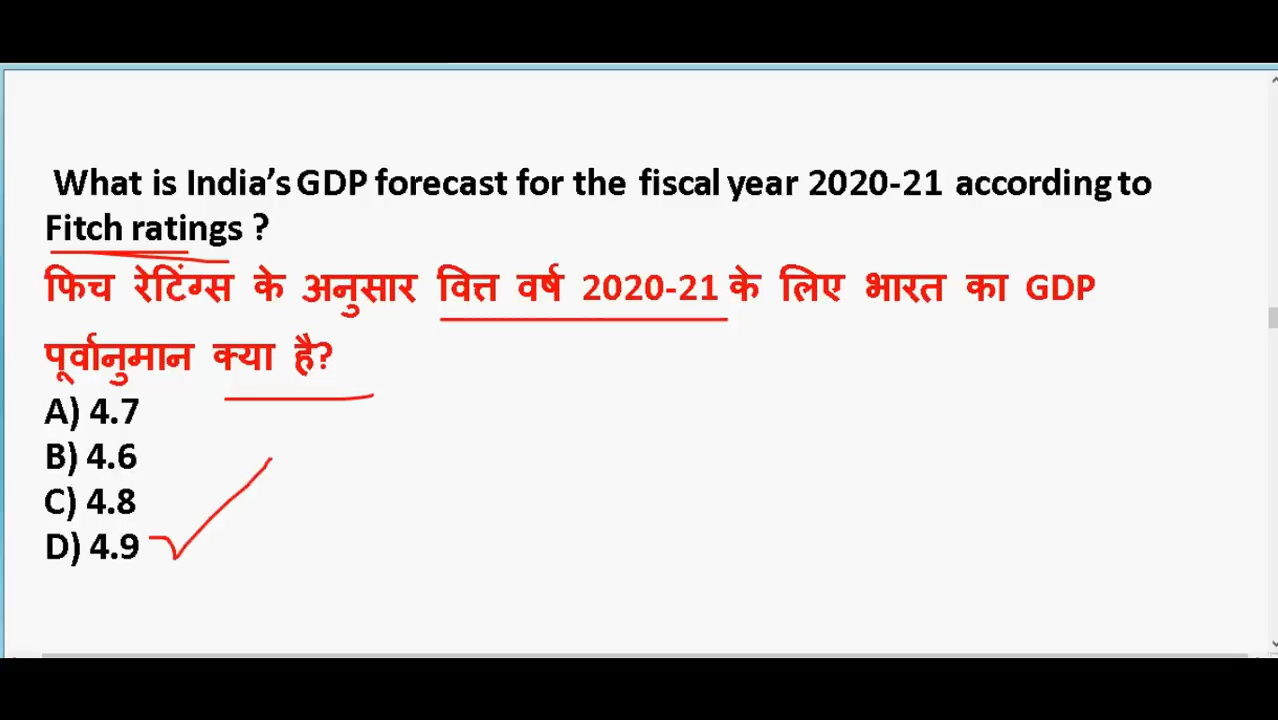 What is India’s GDP forecast for the fiscal year 2020-21 according to
Fitch ratings ?
फिच रेटिंग्स के अनुसार वित्त वर्ष 2020-21 के लिए भारत का GDP
पूर्वानुमान क्या है?
A) 4.7
B) 4.6
C) 4.8
D) 4.9